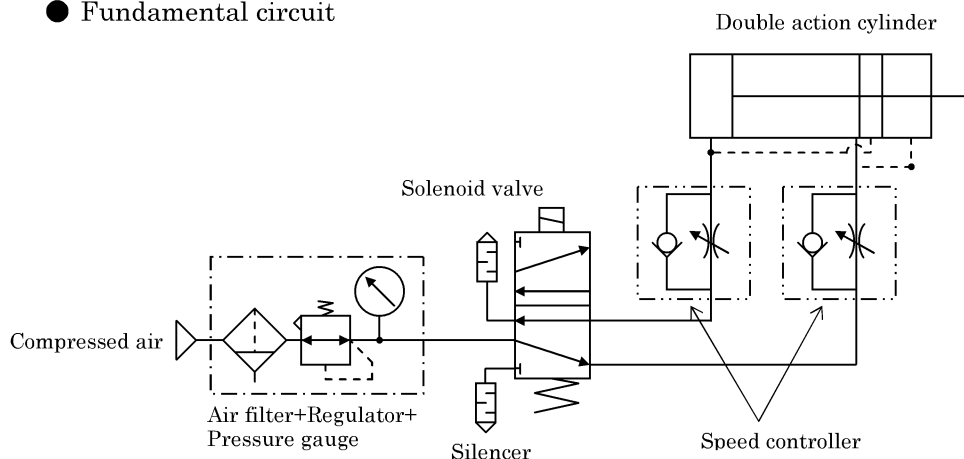 ● Fundamental circuit
Double action cylinder
Solenoid valve
Compressed air
Air filter+Regulator+
Pressure gauge
Silencer
Speed controller